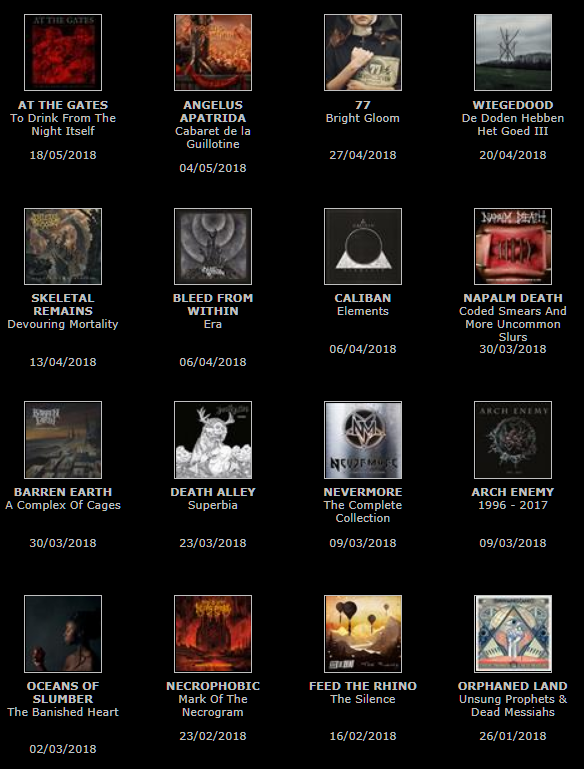 AT THE GATES
To Drink From The
Night Itself
18/05/2018
ANGELUS
APATRIDA
Cabaret de la
Guillotine
04/05/2018
77
77
Bright Gloom
27/04/2018
WIEGEDOOD
De Doden Hebben
Het Goed III
20/04/2018
SKELETAL
REMAINS
Devouring Mortality
13/04/2018
BLEED FROM
WITHIN
Era
06/04/2018
CALIBAN
CALIBAN
Elements
06/04/2018
NAPALM DEATH
NAPALM DEATH
Coded Smears And
More Uncommon
Slurs
30/03/2018
BARREN
EARTH
BARREN EARTH
A Complex Of Cages
30/03/2018
DEATH ALLEY
Superbia
23/03/2018
NEVERMORE
NEVERMORE
The Complete
Collection
09/03/2018
ARCH ENEMY
ARCH ENEMY
1996 - 2017
09/03/2018
OCEANS OF
SLUMBER
The Banished Heart
02/03/2018
NECROPHOBIC
Mark Of The
Necrogram
23/02/2018
FEED THE RHINO
The Silence
16/02/2018
ORPHANED LAND
ORPHANED LAND
Unsung Prophets &
Dead Messiahs
26/01/2018